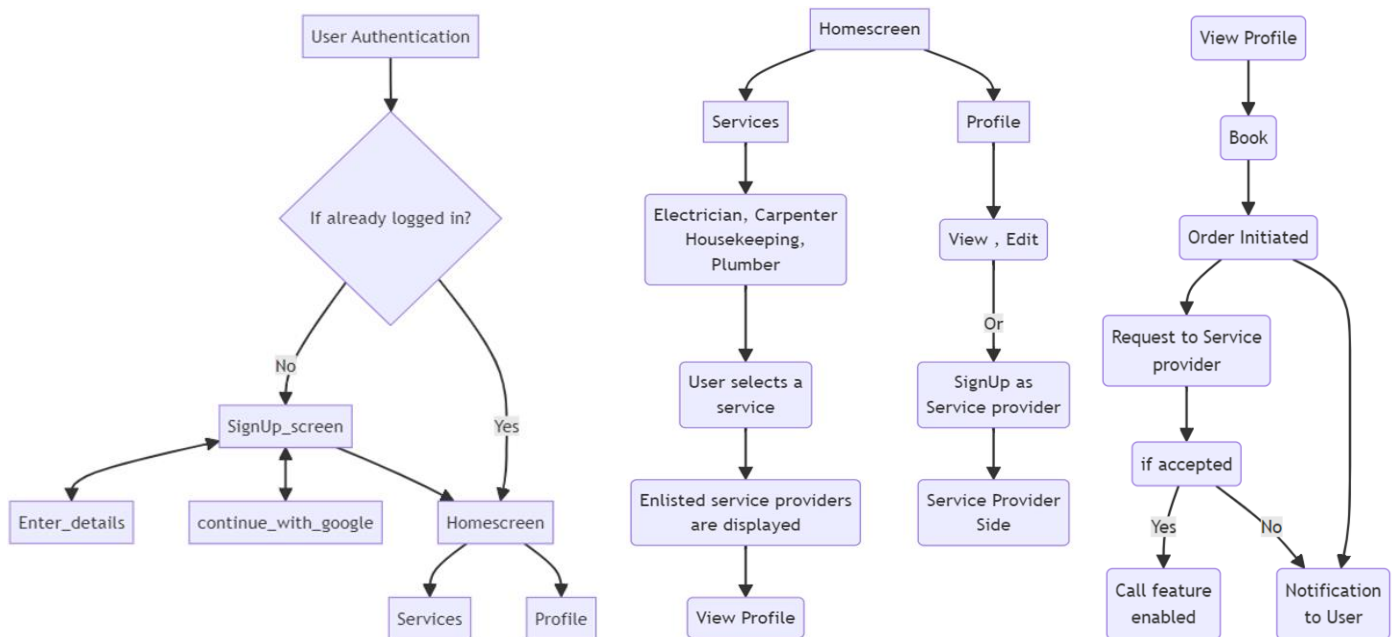 User Authentication
If already logged in?
No
Yes
SignUp_screen
Enter_details
continue_with_google
Homescreen
Services
Profile
Homescreen
Services
Profile
Electrician, Carpenter
Housekeeping,
Plumber
View , Edit
Or
User selects a
service
SignUp as
Service provider
Enlisted service providers
are displayed
Service Provider
Side
View Profile
View Profile
Book
Order Initiated
Request to Service
provider
if accepted
Yes
No
Call feature
enabled
Notification
to User